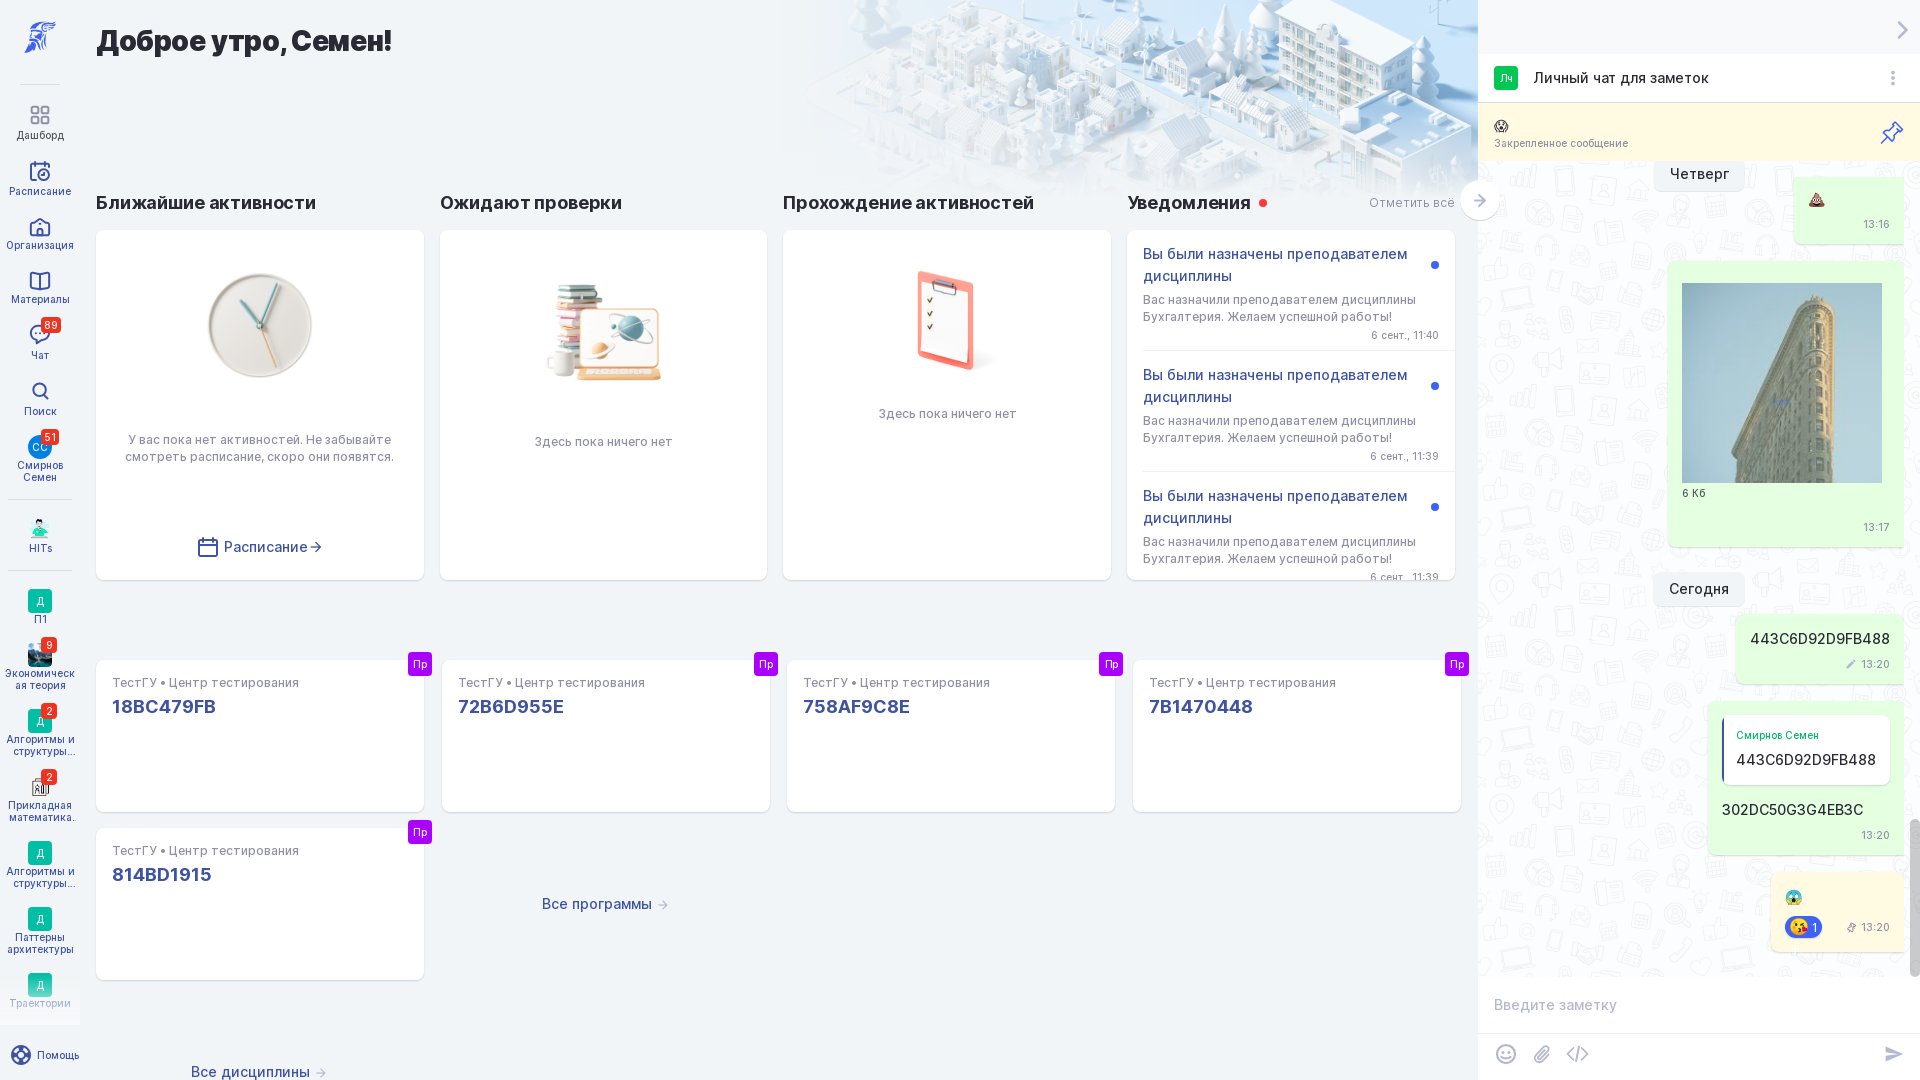 Доброе утро, Семен!
Дашборд
Расписание
Организация
Материалы
89
Чат
Поиск
СС
51
Смирнов
Семен
HITs
Д
П1
9
Экономическ
ая теория
Д
2
Алгоритмы и
структуры...
2
Прикладная
математика.
Д
Алгоритмы и
структуры...
Д
Паттерны
архитектуры
Д
Траектории
Помощь
Ближайшие активности
У вас пока нет активностей. Не забывайте
смотреть расписание, скоро они появятся.
Расписание
Ожидают проверки
Здесь пока ничего нет
Прохождение активностей
Здесь пока ничего нет
Уведомления
Отметить всё
Вы были назначены преподавателем
дисциплины
Вас назначили преподавателем дисциплины
Бухгалтерия. Желаем успешной работы!
6 сент., 11:40
Вы были назначены преподавателем
дисциплины
Вас назначили преподавателем дисциплины
Бухгалтерия. Желаем успешной работы!
6 сент., 11:39
Вы были назначены преподавателем
дисциплины
Вас назначили преподавателем дисциплины
Бухгалтерия. Желаем успешной работы!
6 сент., 11:39
Пр
ТестГУ • Центр тестирования
18BC479FB
Пр
ТестГУ • Центр тестирования
72B6D955E
Пр
ТестГУ • Центр тестирования
758AF9C8E
Пр
ТестГУ • Центр тестирования
7B1470448
Пр
ТестГУ • Центр тестирования
814BD1915
Все программы
Все дисциплины
Лч
Личный чат для заметок
Закрепленное сообщение
Четверг
13:16
6 Кб
13:17
Сегодня
443C6D92D9FB488
13:20
Смирнов Семен
443C6D92D9FB488
302DC50G3G4EB3C
13:20
1
13:20
Введите заметку